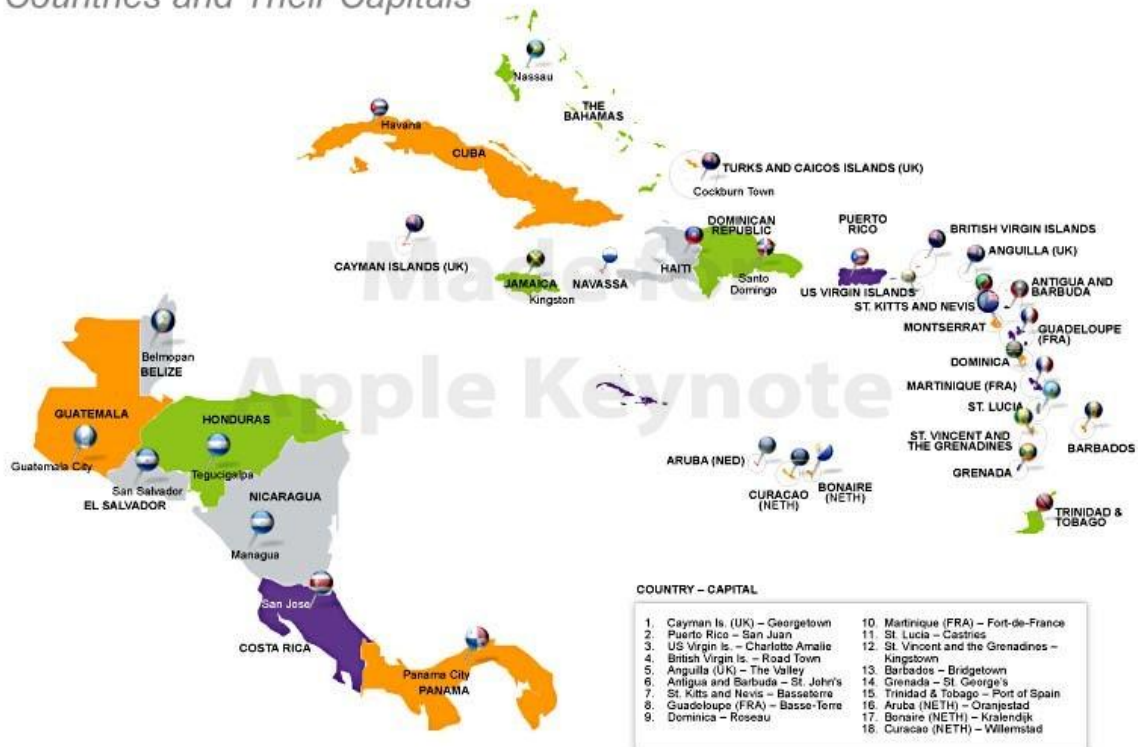 Countries and Their Capitals
Nassau
THE
BAHAMAS
Havana
CUBA
TURKS AND CAICOS ISLANDS (UK)
Cockburn Town
CAYMAN ISLANDS (UK)
JAMAICA
Kingston
NAVASSA
HAITI
DOMINICAN
REPUBLIC
Santo
Domingo
PUERTO
RICO
BRITISH VIRGIN ISLANDS
ANGUILLA (UK)
US VIRGIN ISLANDS
ST. KITTS AND NEVIS
ANTIGUA AND
BARBUDA
MONTSERRAT
GUADELOUPE
(FRA)
DOMINICA
MARTINIQUE (FRA)
ST. LUCIA
ST. VINCENT AND
THE GRENADINES
BARBADOS
GRENADA
TRINIDAD &
TOBAGO
ARUBA (NED)
CURACAO
(NETH)
BONAIRE
(NETH)
Made for
Apple Keynote
Belmopan
BELIZE
GUATEMALA
Guatemala City
HONDURAS
Tegucigalpa
San Salvador
EL SALVADOR
NICARAGUA
Managua
San Jose
COSTA RICA
Panama City
PANAMA
COUNTRY – CAPITAL
1. Cayman Is. (UK) – Georgetown
2. Puerto Rico – San Juan
3. US Virgin Is. – Charlotte Amalie
4. British Virgin Is. – Road Town
5. Anguilla (UK) – The Valley
6. Antigua and Barbuda – St. John's
7. St. Kitts and Nevis – Basseterre
8. Guadeloupe (FRA) – Basse-Terre
9. Dominica – Roseau
10. Martinique (FRA) – Fort-de-France
11. St. Lucia – Castries
12. St. Vincent and the Grenadines –
Kingstown
13. Barbados – Bridgetown
14. Grenada – St. George's
15. Trinidad & Tobago – Port of Spain
16. Aruba (NETH) – Oranjestad
17. Bonaire (NETH) – Kralendijk
18. Curacao (NETH) – Willemstad